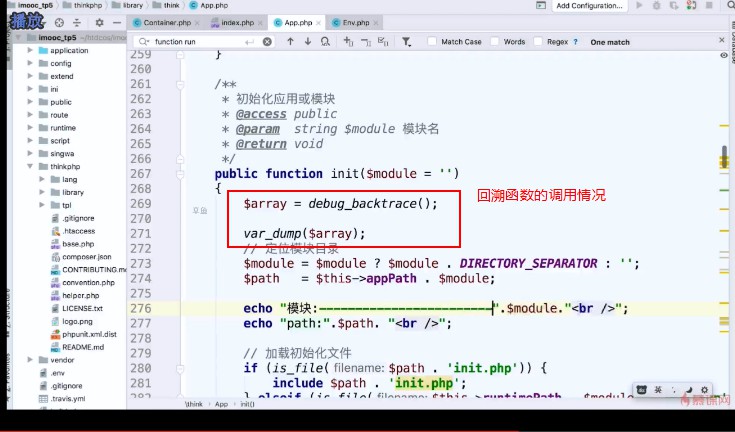 imooc_tp5 thinkphp library think App.php
Add Configuration...
播放
Container.php index.php App.php Env.php
function run
Match Case Words Regex ? One match
imooc_tp5
application
config
extend
ini
public
route
runtime
script
singwa
thinkphp
lang
library
tpl
.gitignore
.htaccess
base.php
composer.json
CONTRIBUTING.m
convention.php
helper.php
LICENSE.txt
logo.png
phpunit.xml.dist
README.md
vendor
.env
.gitignore
.travis.yml
259 }
260
261 /**
262 * 初始化应用或模块
263 * @access public
264 * @param string $module 模块名
265 * @return void
266 */
267 public function init($module = '')
268 {
269 $array = debug_backtrace();
270
271 var_dump($array);
272 // 定位模块目录
273 $module = $module ? $module . DIRECTORY_SEPARATOR : '';
274 $path = $this->appPath . $module;
275
276 echo "模块:------------------------".$module."<br />";
277 echo "path:".$path. "<br />";
278
279 // 加载初始化文件
280 if (is_file( filename: $path . 'init.php')) {
281 include $path . 'init.php';
282 } elseif (is_file( filename: $this->runtimePath . $module
回溯函数的调用情况
英
慕课网
\think App init()